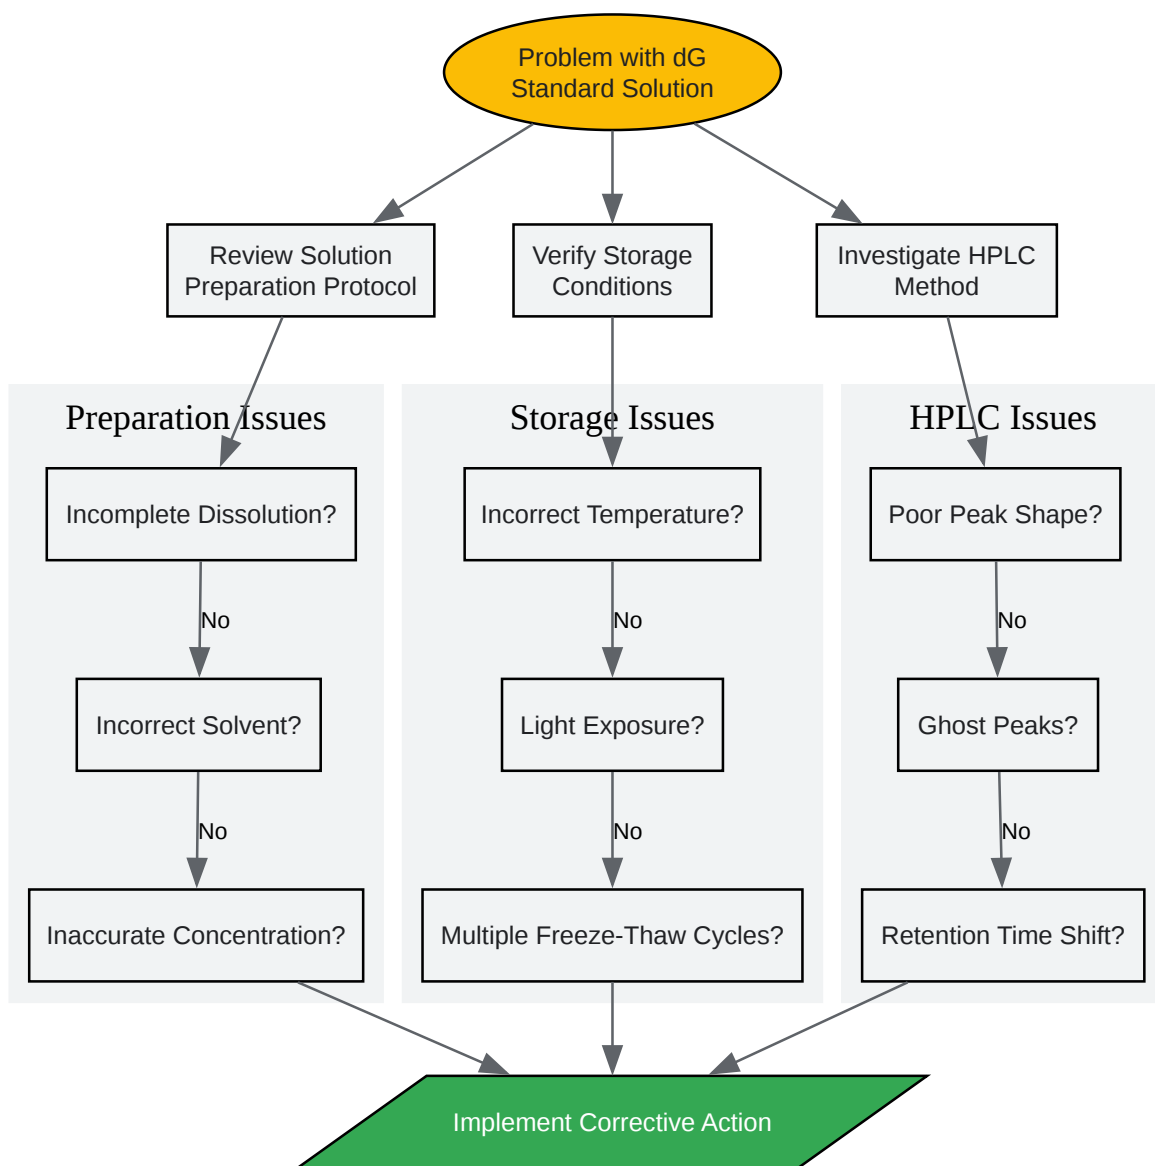 Problem with dG
Standard Solution
Review Solution
Preparation Protocol
Verify Storage
Conditions
Investigate HPLC
Method
Preparation Issues
Storage Issues
HPLC Issues
Incomplete Dissolution?
Incorrect Temperature?
Poor Peak Shape?
No
No
No
Incorrect Solvent?
Light Exposure?
Ghost Peaks?
No
No
No
Inaccurate Concentration?
Multiple Freeze-Thaw Cycles?
Retention Time Shift?
Implement Corrective Action